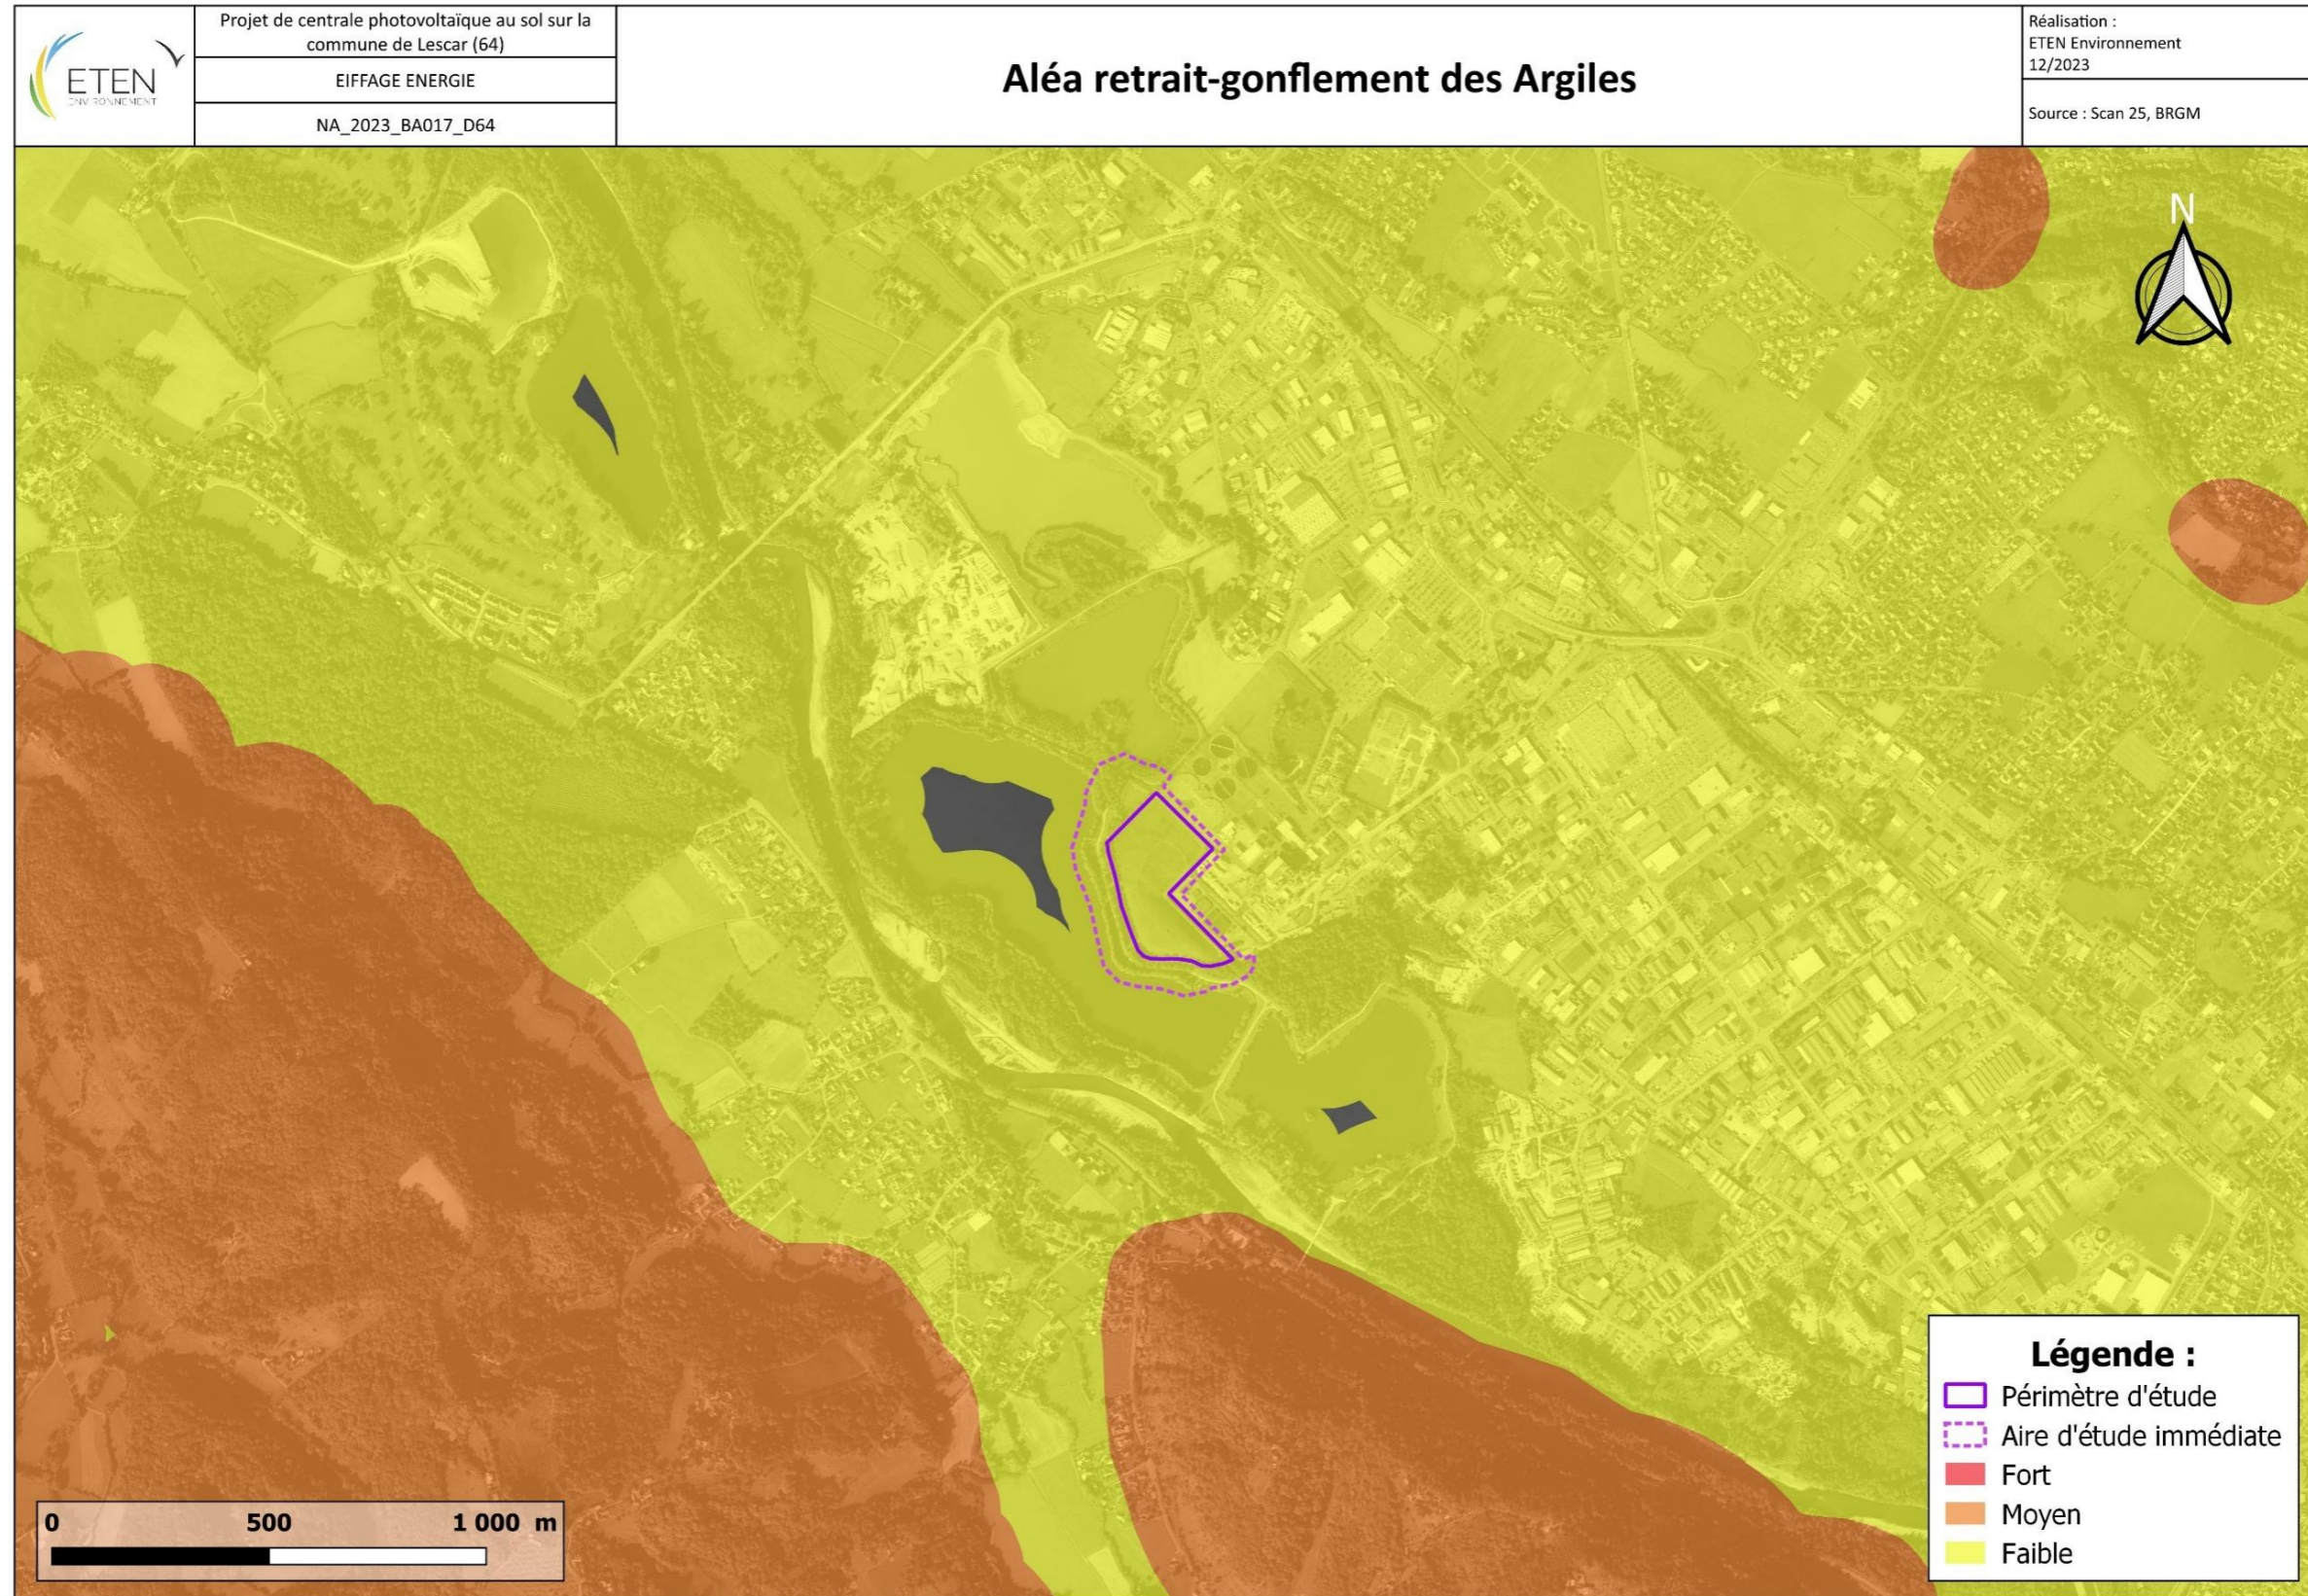 ETEN
ENVIRONNEMENT
Projet de centrale photovoltaïque au sol sur la
commune de Lescar (64)
EIFFAGE ENERGIE
NA_2023_BA017_D64
Aléa retrait-gonflement des Argiles
Réalisation :
ETEN Environnement
12/2023
Source : Scan 25, BRGM
N
Légende :
Périmètre d'étude
Aire d'étude immédiate
Fort
Moyen
Faible
0 500 1 000 m